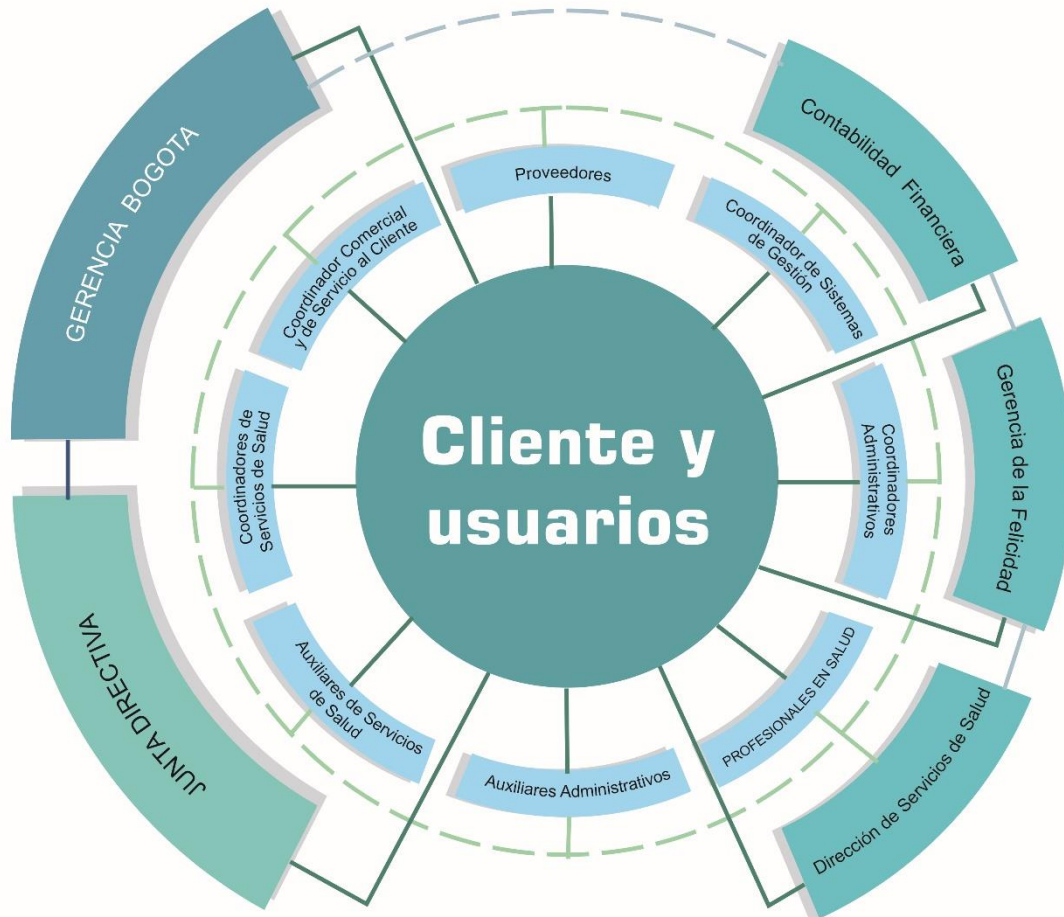 GERENCIA BOGOTA
Contabilidad Financiera
Proveedores
Coordinador Comercial
y de Servicio al Cliente
Coordinador de Sistemas
de Gestión
Coordinadores de
Servicios de Salud
Cliente y
usuarios
Coordinadores
Administrativos
Gerencia de la Felicidad
JUNTA DIRECTIVA
Auxiliares de Servicios
de Salud
Auxiliares Administrativos
PROFESIONALES EN SALUD
Dirección de Servicios de Salud